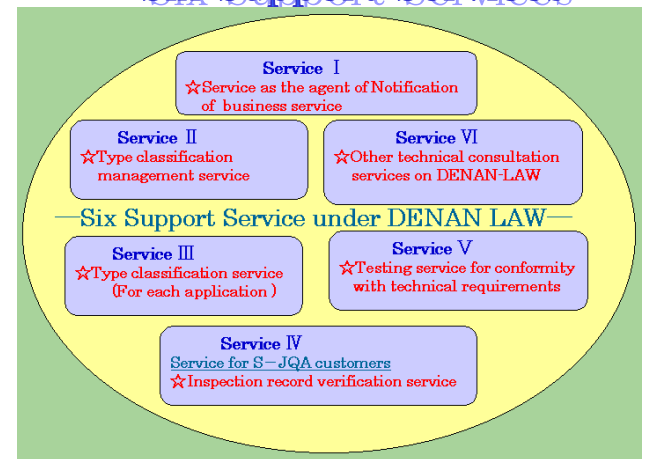 Six Support Services
Service Ⅰ
☆Service as the agent of Notification
of business service
Service Ⅱ
☆Type classification
management service
Service Ⅵ
☆Other technical consultation
services on DENAN-LAW
—Six Support Service under DENAN LAW—
Service Ⅲ
☆Type classification service
(For each application )
Service Ⅴ
☆Testing service for conformity
with technical requirements
Service Ⅳ
Service for S－JQA customers
☆Inspection record verification service